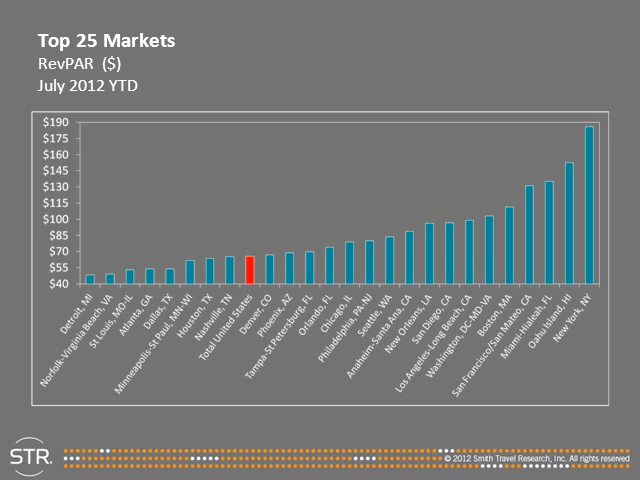 Top 25 Markets
RevPAR ($)
July 2012 YTD
$190
$175
$160
$145
$130
$115
$100
$85
$70
$55
$40
Detroit, MI
Norfolk-Virginia Beach, VA
St Louis, MO-IL
Atlanta, GA
Dallas, TX
Minneapolis-St Paul, MN-WI
Houston, TX
Nashville, TN
Total United States
Denver, CO
Phoenix, AZ
Tampa-St Petersburg, FL
Orlando, FL
Chicago, IL
Philadelphia, PA-NJ
Seattle, WA
Anaheim-Santa Ana, CA
New Orleans, LA
San Diego, CA
Los Angeles-Long Beach, CA
Washington, DC-MD-VA
Boston, MA
San Francisco/San Mateo, CA
Miami-Hialeah, FL
Oahu Island, HI
New York, NY
STR.
© 2012 Smith Travel Research, Inc. All rights reserved